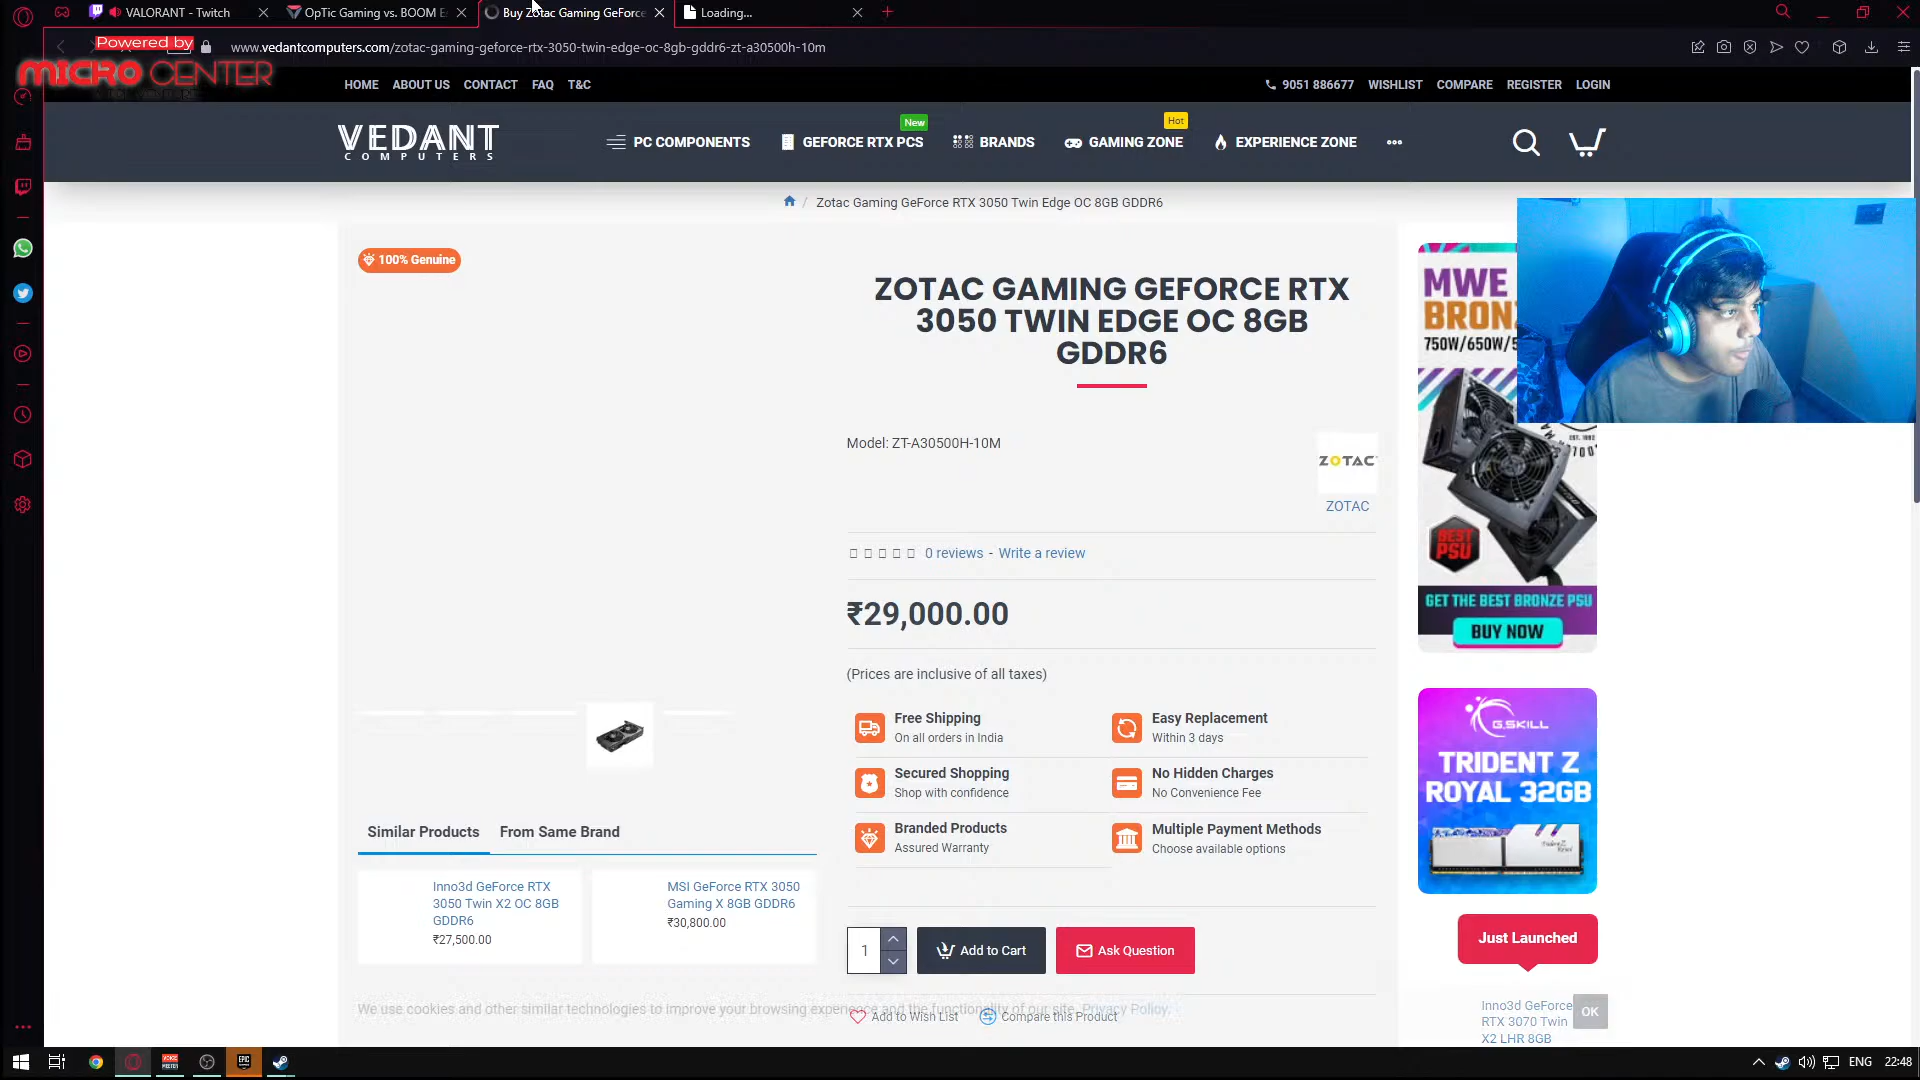 VALORANT - Twitch
OpTic Gaming vs. BOOM E
Buy Zotac Gaming GeForce
Loading...
Powered by
MICRO CENTER
www.vedantcomputers.com/zotac-gaming-geforce-rtx-3050-twin-edge-oc-8gb-gddr6-zt-a30500h-10m
HOME ABOUT US CONTACT FAQ T&C
9051 886677 WISHLIST COMPARE REGISTER LOGIN
VEDANT
COMPUTERS
PC COMPONENTS
New
GEFORCE RTX PCS
BRANDS
Hot
GAMING ZONE
EXPERIENCE ZONE
/ Zotac Gaming GeForce RTX 3050 Twin Edge OC 8GB GDDR6
100% Genuine
ZOTAC GAMING GEFORCE RTX
3050 TWIN EDGE OC 8GB
GDDR6
Model: ZT-A30500H-10M
ZOTAC
ZOTAC
0 reviews - Write a review
₹29,000.00
(Prices are inclusive of all taxes)
Free Shipping
On all orders in India
Easy Replacement
Within 3 days
Secured Shopping
Shop with confidence
No Hidden Charges
No Convenience Fee
Branded Products
Assured Warranty
Multiple Payment Methods
Choose available options
Similar Products From Same Brand
Inno3d GeForce RTX
3050 Twin X2 OC 8GB
GDDR6
₹27,500.00
MSI GeForce RTX 3050
Gaming X 8GB GDDR6
₹30,800.00
1
Add to Cart
Ask Question
We use cookies and other similar technologies to improve your browsing experience and the functionality of our site. Privacy Policy.
Add to Wish List
Compare this Product
MWE
BRON
750W/650W/5
BEST
PSU
GET THE BEST BRONZE PSU
BUY NOW
G.SKILL
TRIDENT Z
ROYAL 32GB
Just Launched
Inno3d GeForce
RTX 3070 Twin
X2 LHR 8GB
OK
EPIC
ENG
22:48